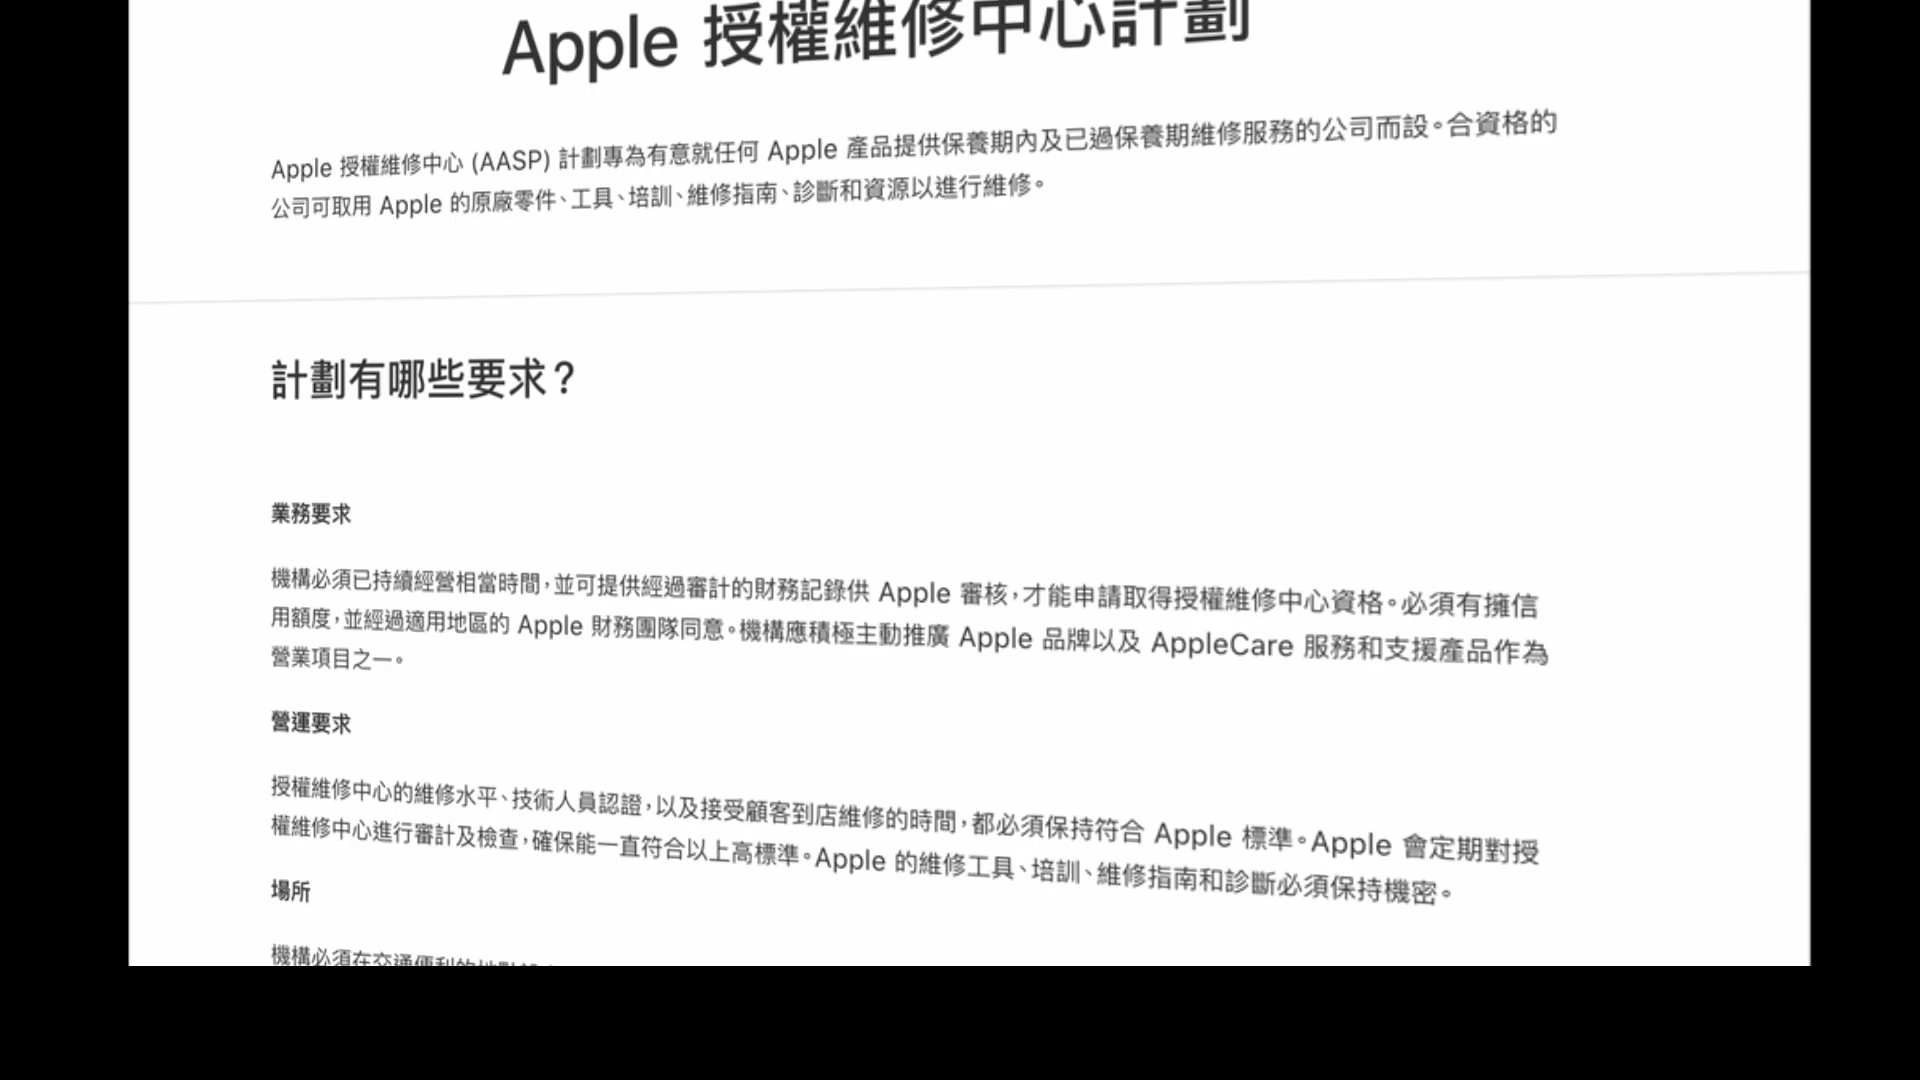 Apple 授權維修中心計劃
Apple 授權維修中心 (AASP) 計劃專為有意就任何 Apple 產品提供保養期內及已過保養期維修服務的公司而設。合資格的
公司可取用 Apple 的原廠零件、工具、培訓、維修指南、診斷和資源以進行維修。
計劃有哪些要求？
業務要求
機構必須已持續經營相當時間，並可提供經過審計的財務記錄供 Apple 審核，才能申請取得授權維修中心資格。必須有擁信
用額度，並經過適用地區的 Apple 財務團隊同意。機構應積極主動推廣 Apple 品牌以及 AppleCare 服務和支援產品作為
營業項目之一。
營運要求
授權維修中心的維修水平、技術人員認證，以及接受顧客到店維修的時間，都必須保持符合 Apple 標準。Apple 會定期對授
權維修中心進行審計及檢查，確保能一直符合以上高標準。Apple 的維修工具、培訓、維修指南和診斷必須保持機密。
場所
機構必須在交通便利的地點